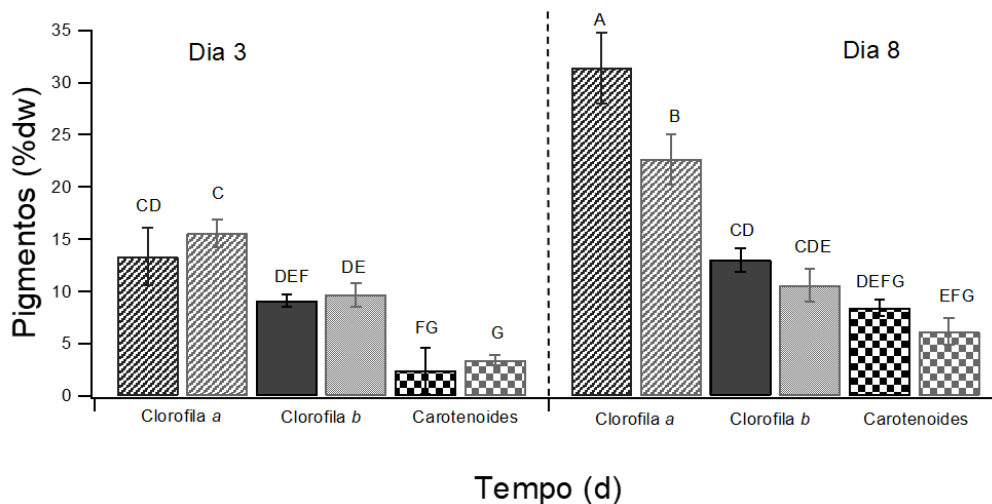 Pigmentos (%dw)
35
30
25
20
15
10
5
0
Dia 3
Dia 8
CD
C
DEF
DE
FG
G
A
B
CD
CDE
DEFG
EFG
Clorofila a
Clorofila b
Carotenoides
Clorofila a
Clorofila b
Carotenoides
Tempo (d)